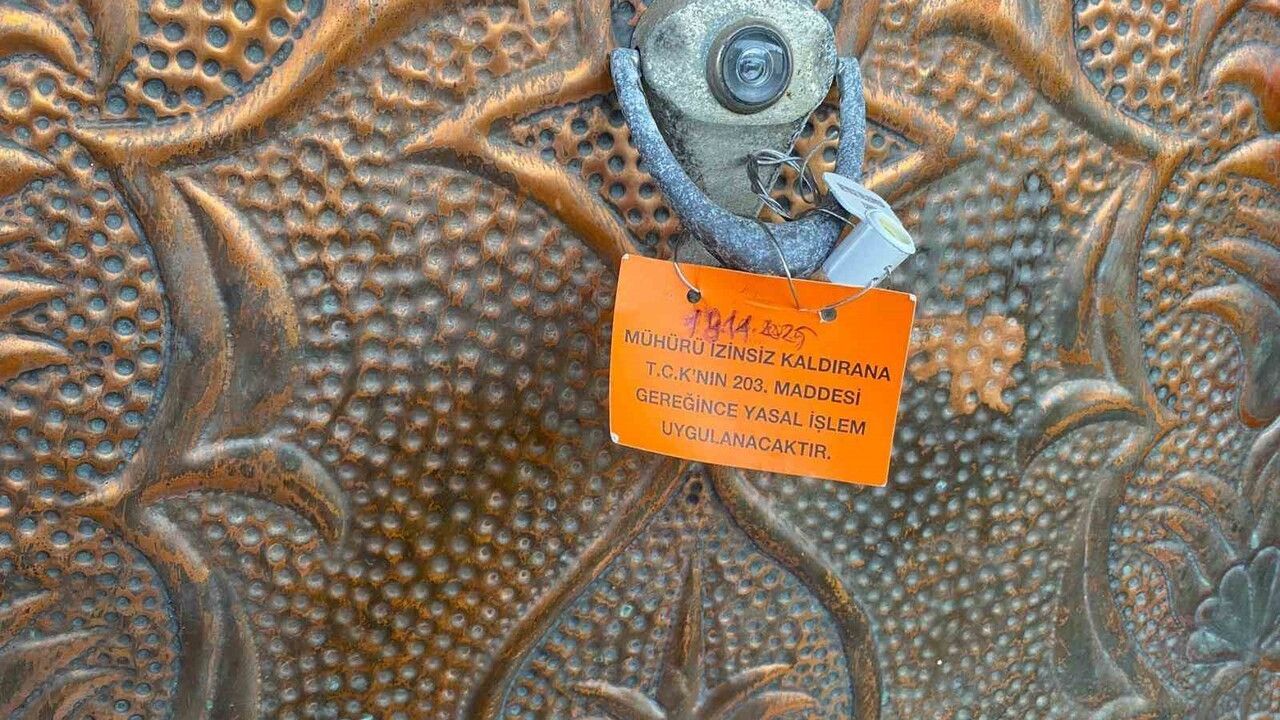 MÜHÜRÜ İZİNSİZ KALDIRANA
T.C.K'NIN 203. MADDESİ
GEREĞİNCE YASAL İŞLEM
UYGULANACAKTIR.